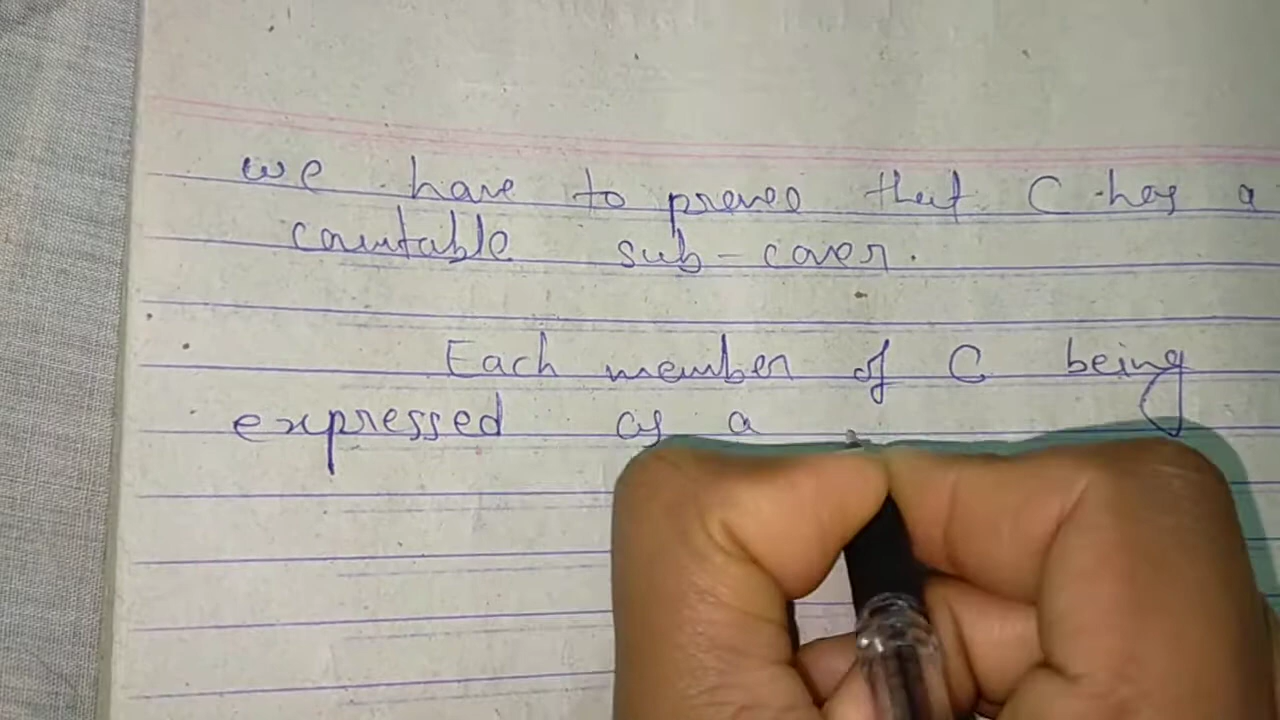 we have to prove that C has a
countable sub-cover.
Each member of C being
expressed as a